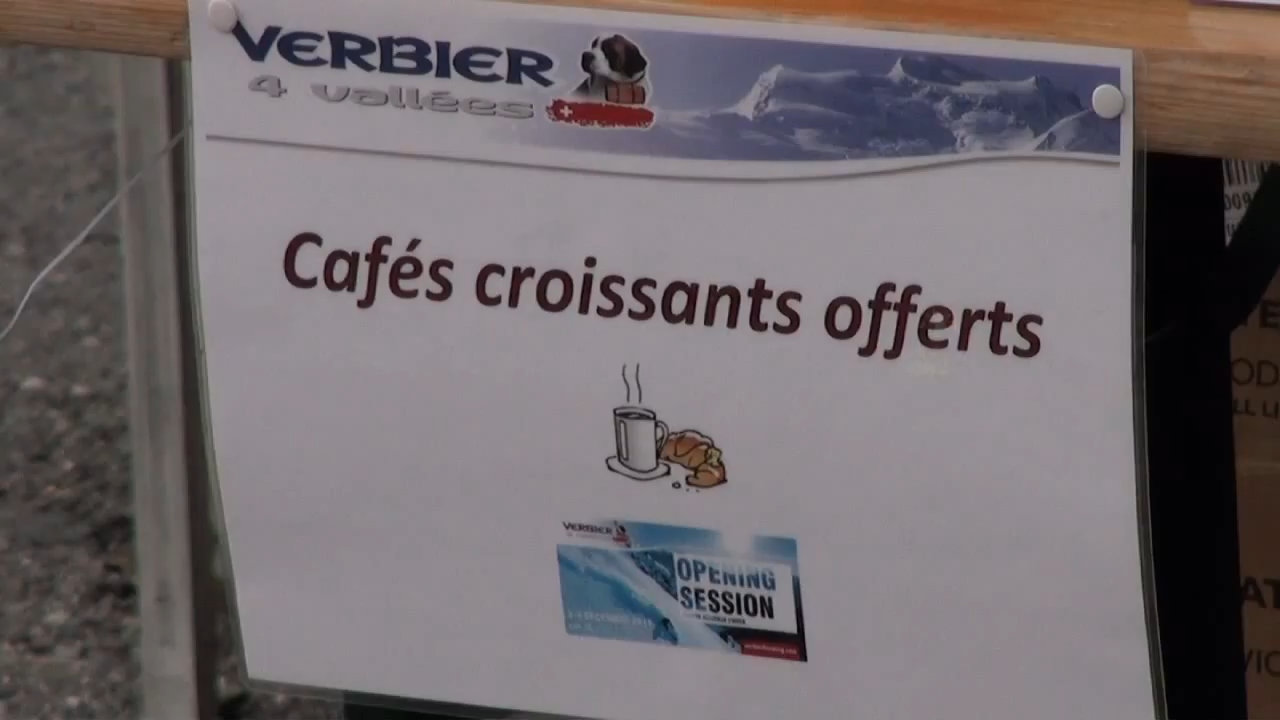 VERBIER
4 vallées
Cafés croissants offerts
VERBIER
OPENING
SESSION